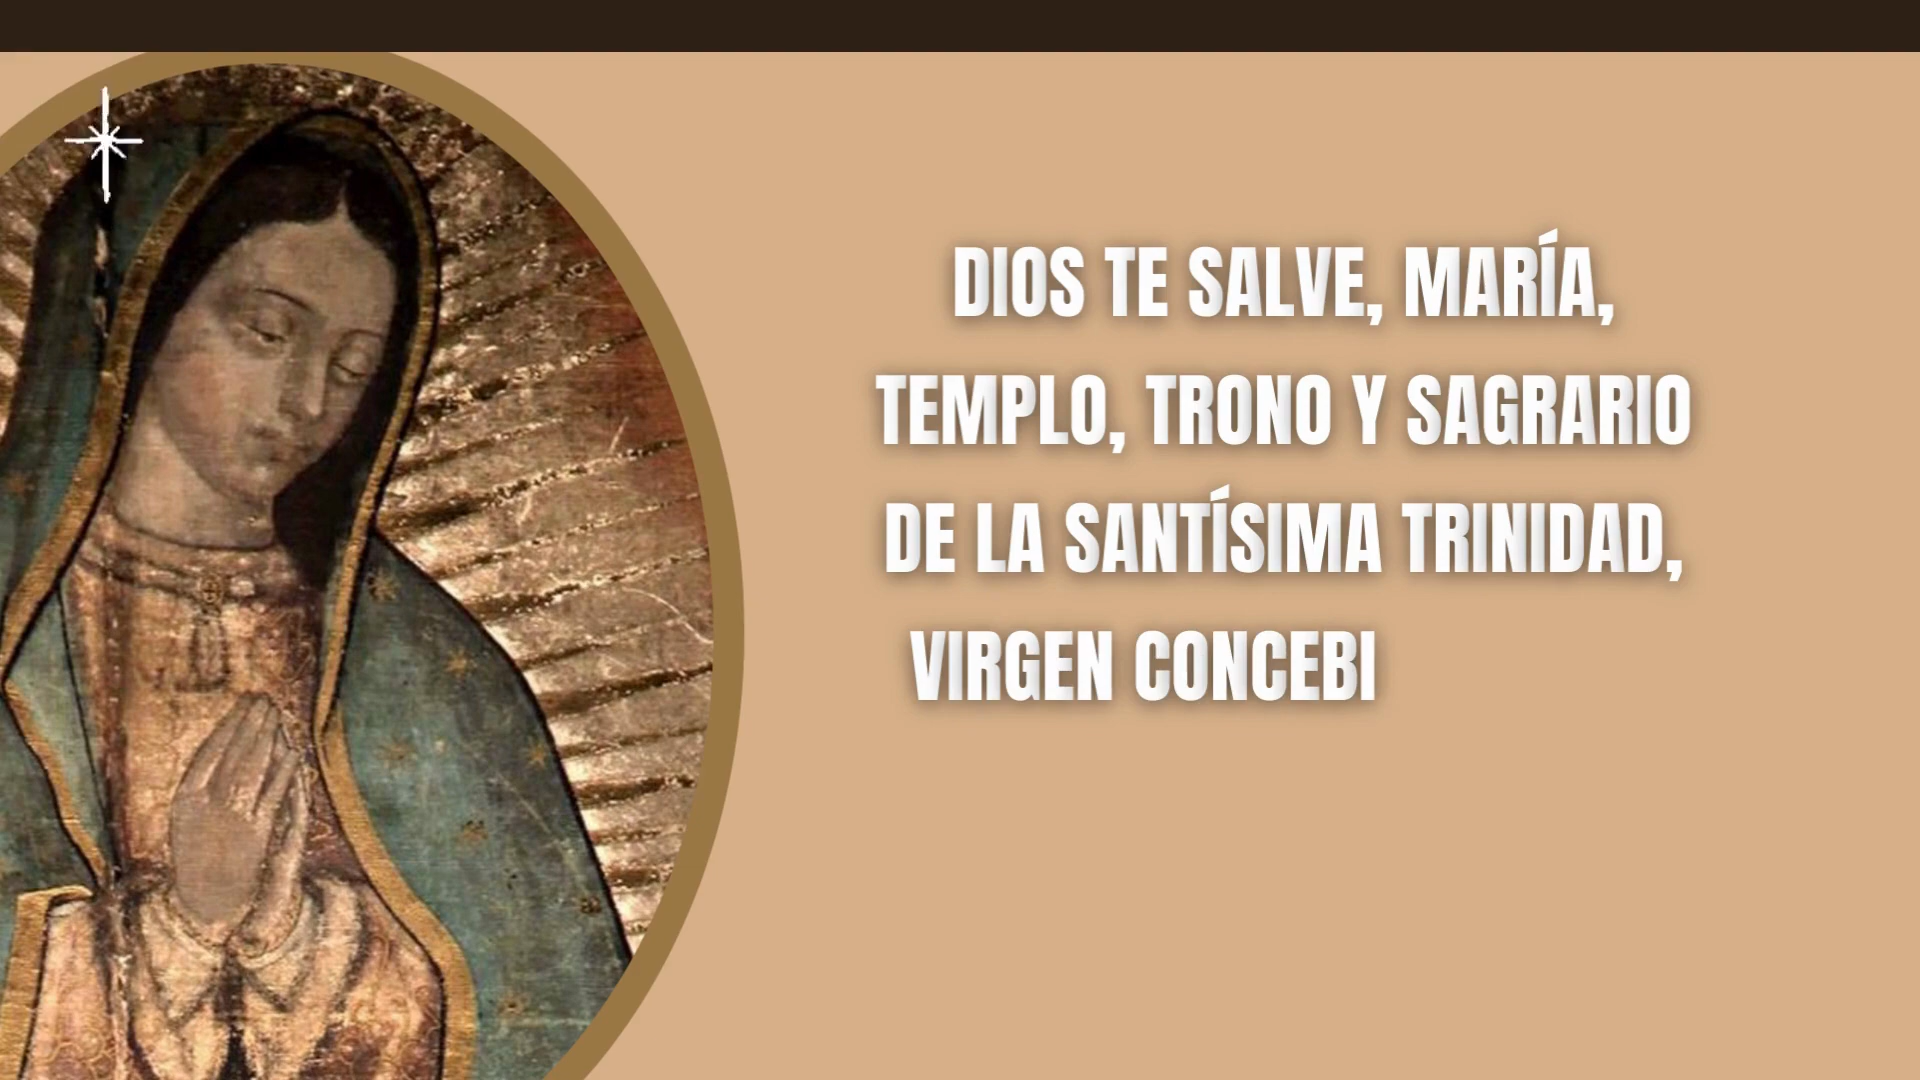 DIOS TE SALVE, MARÍA,
TEMPLO, TRONO Y SAGRARIO
DE LA SANTÍSIMA TRINIDAD,
VIRGEN CONCEBI